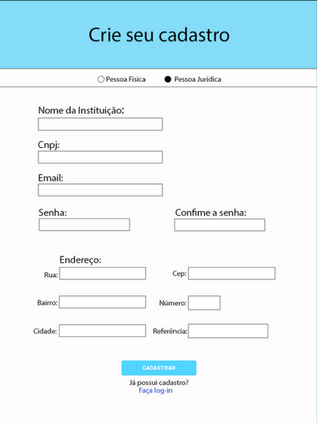 Crie seu cadastro
Pessoa Física Pessoa Jurídica
Nome da Instituição:
Cnpj:
Email:
Senha: Confime a senha:
Endereço:
Rua: Cep:
Bairro: Número:
Cidade: Referência:
CADASTRAR
Já possui cadastro?
Faça log-in